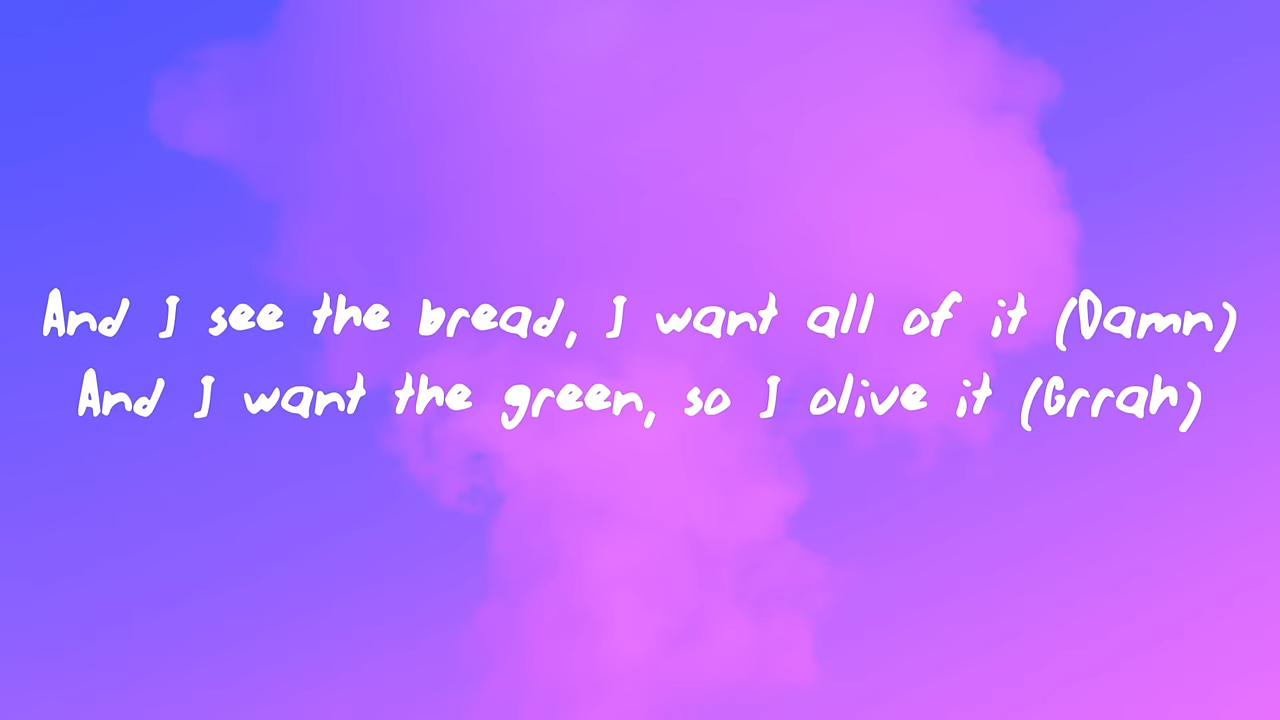 And I see the bread, I want all of it (Damn)
And I want the green, so I olive it (Grrah)